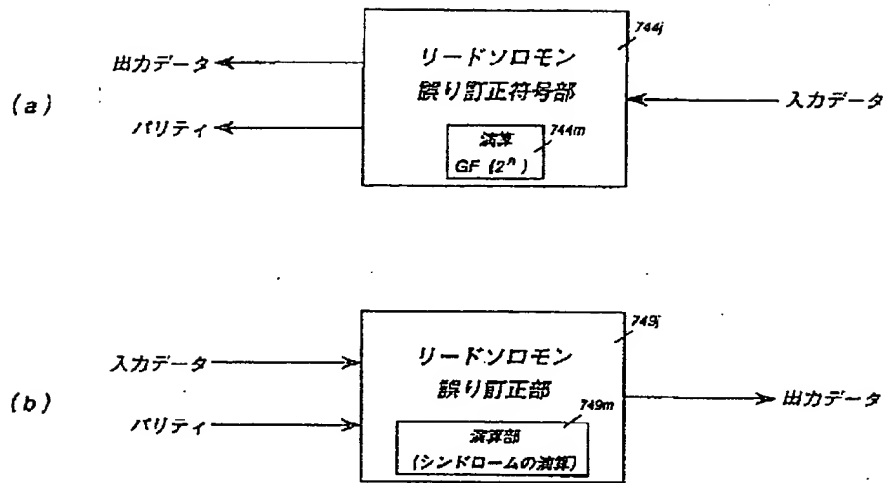 (a)
744j
リードソロモン
誤り訂正符号部
出力データ
パリティ
入力データ
744m
演算
GF (2ⁿ)
(b)
749j
リードソロモン
誤り訂正部
入力データ
パリティ
出力データ
749m
演算部
(シンドロームの演算)